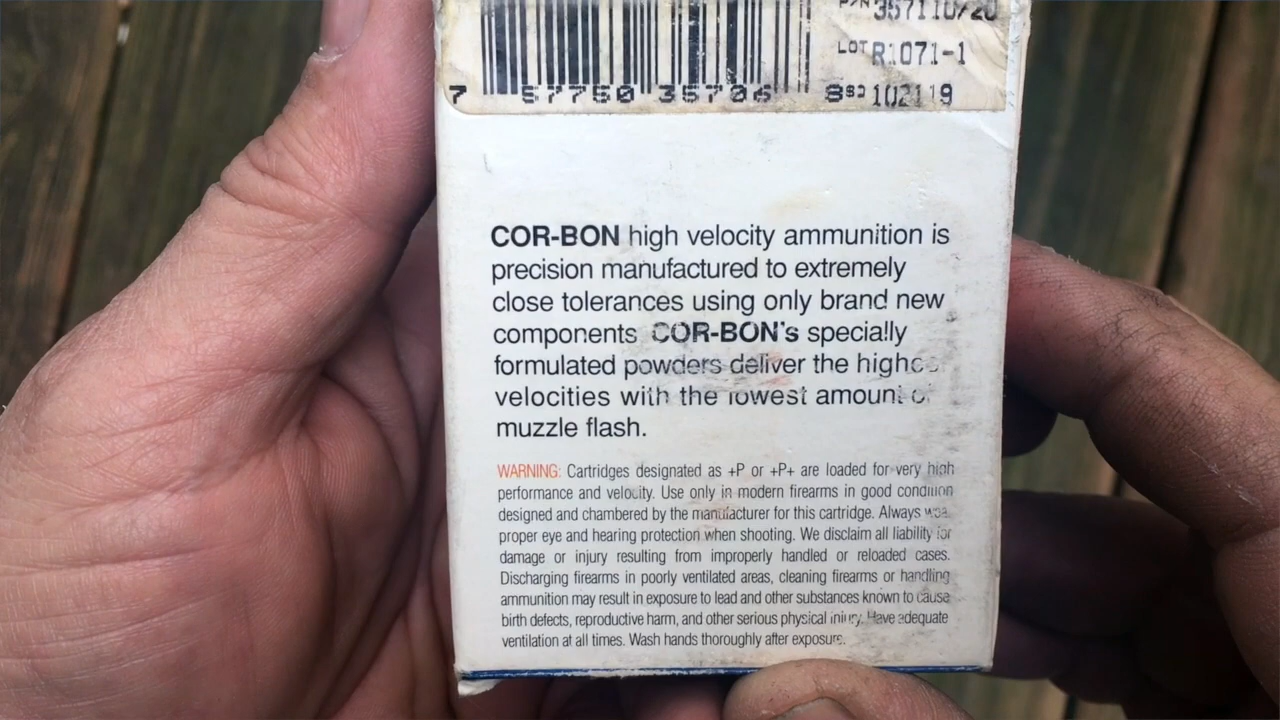 P/N 357110/20
LOT R1071-1
7 57750 35706 8 102119
COR-BON high velocity ammunition is
precision manufactured to extremely
close tolerances using only brand new
components COR-BON's specially
formulated powders deliver the
velocities with the lowest amount of
muzzle flash.
WARNING: Cartridges designated as +P or +P+ are loaded for very high
performance and velocity. Use only in modern firearms in good condition
designed and chambered by the manufacturer for this cartridge. Always
proper eye and hearing protection when shooting. We disclaim all liability for
damage or injury resulting from improperly handled or reloaded cases.
Discharging firearms in poorly ventilated areas, cleaning firearms or handling
ammunition may result in exposure to lead and other substances known to cause
birth defects, reproductive harm, and other serious physical injury. Have adequate
ventilation at all times. Wash hands thoroughly after exposure.